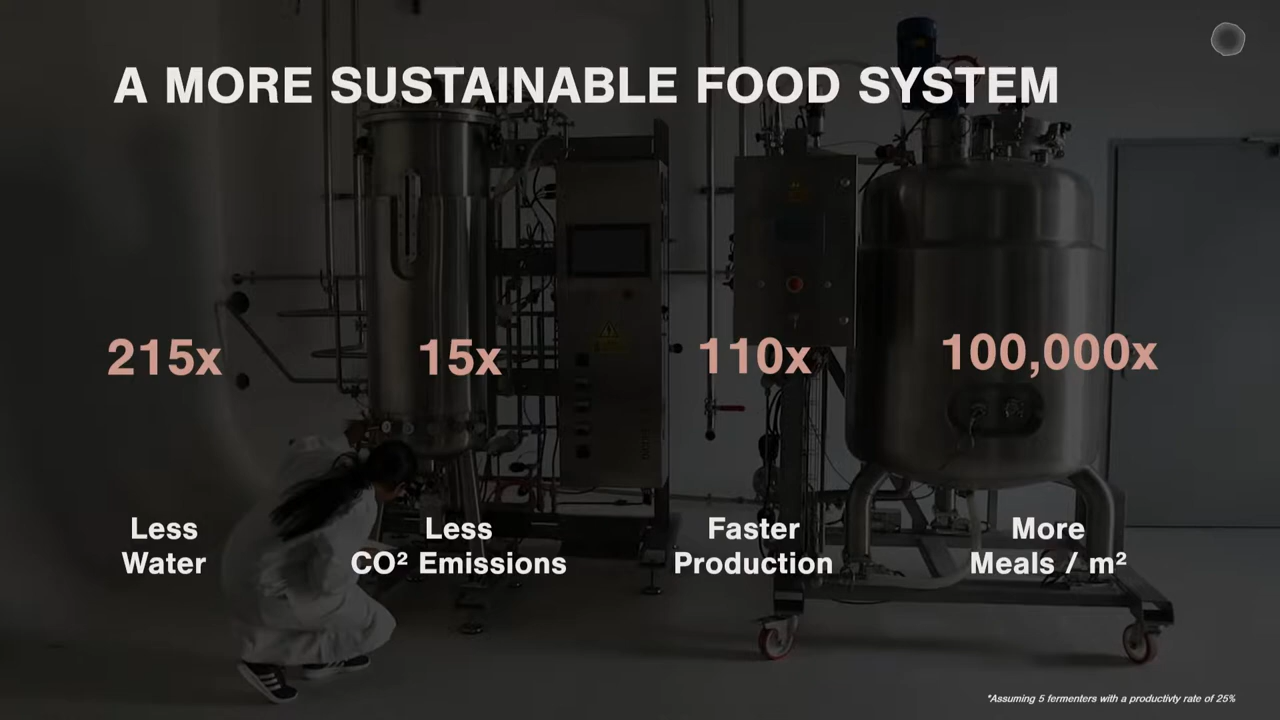 A MORE SUSTAINABLE FOOD SYSTEM
215x
15x
110x
100,000x
Less
Water
Less
CO² Emissions
Faster
Production
More
Meals / m²
*Assuming 5 fermenters with a productivty rate of 25%